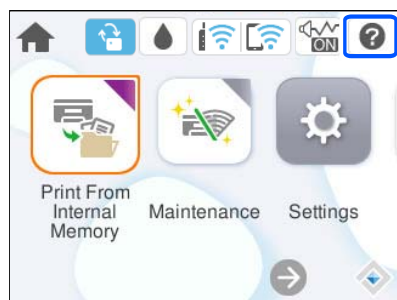 ON
?
Print From
Internal
Memory
Maintenance
Settings